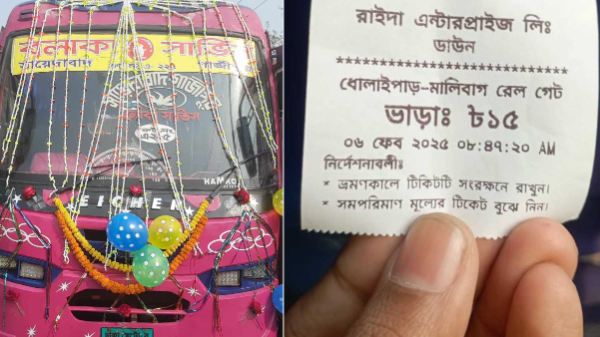 বলাকা সার্ভিস
সায়েদাবাদ
গাজীপুর
EICHER
রাইদা এন্টারপ্রাইজ লিঃ
ডাউন
********************************
ধোলাইপাড়-মালিবাগ রেল গেট
ভাড়াঃ ৳১৫
০৬ ফেব ২০২৫ ০৮:৪৭:২০ AM
নির্দেশনাবলীঃ
* ভ্রমণকালে টিকিটটি সংরক্ষনে রাখুন।
* সমপরিমাণ মূল্যের টিকেট বুঝে নিন।